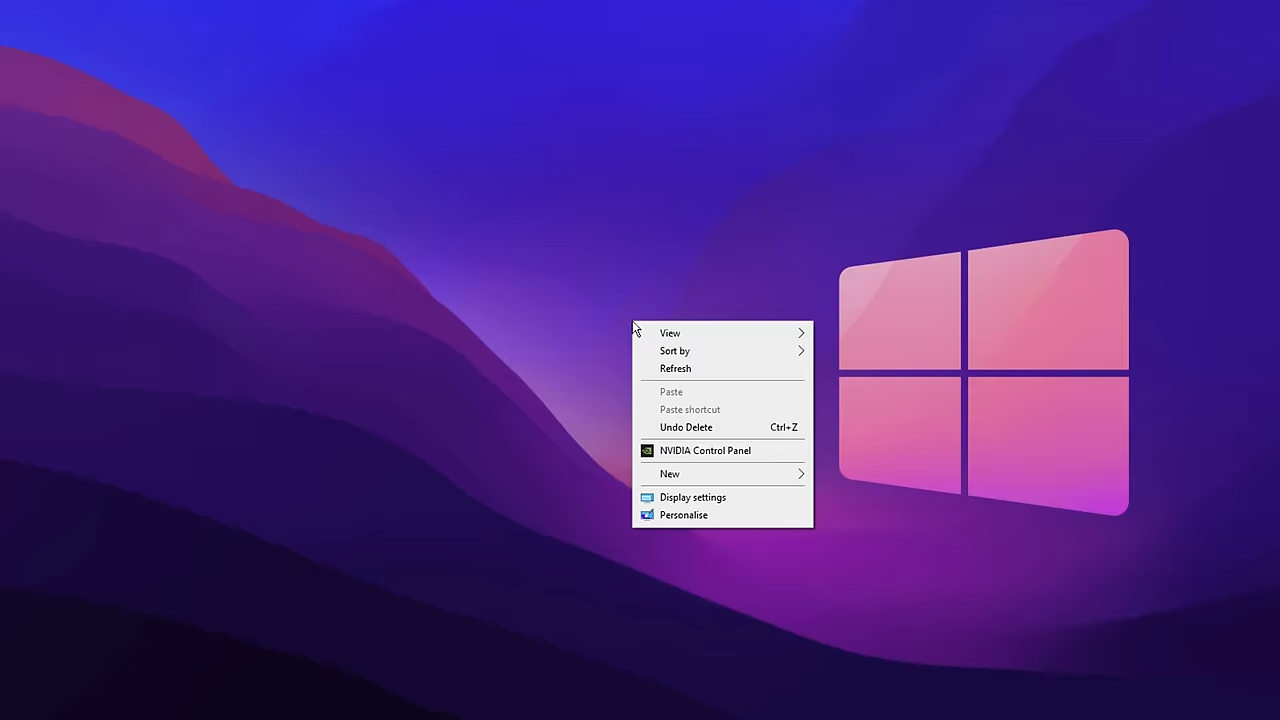 View
Sort by
Refresh
Paste
Paste shortcut
Undo Delete Ctrl+Z
NVIDIA Control Panel
New
Display settings
Personalise